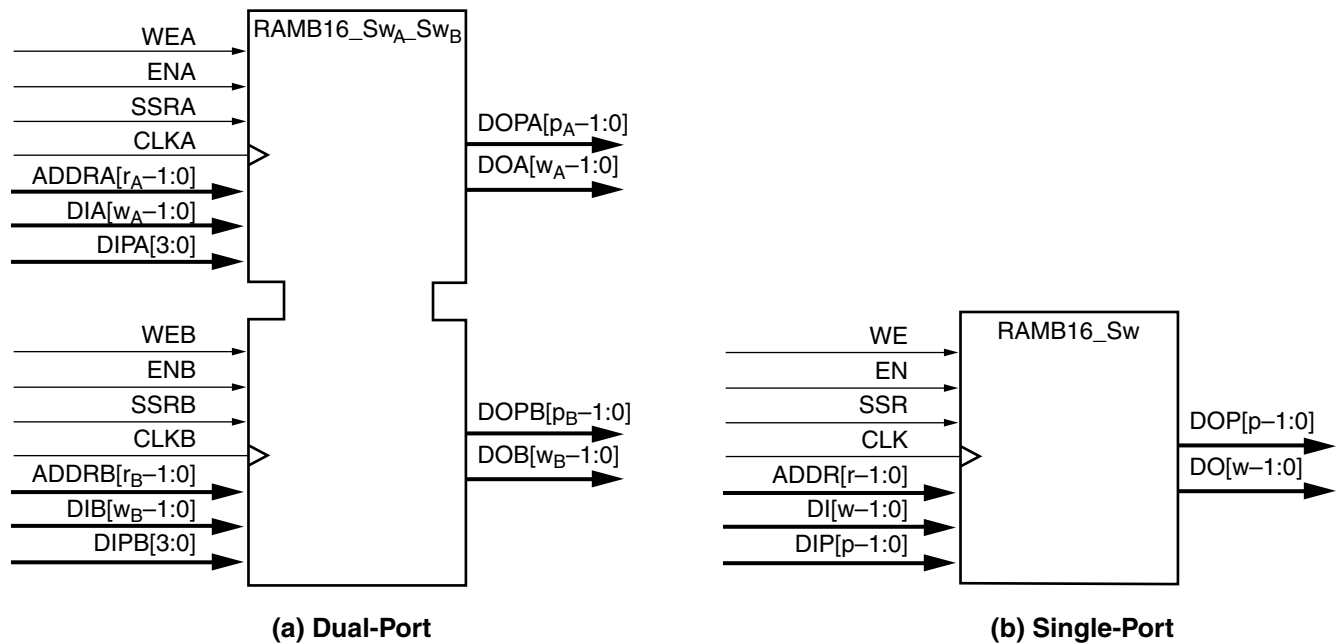 RAMB16_SwA_SwB
WEA
ENA
SSRA
CLKA
ADDRA[rA–1:0]
DIA[wA–1:0]
DIPA[3:0]
DOPA[pA–1:0]
DOA[wA–1:0]
WEB
ENB
SSRB
CLKB
ADDRB[rB–1:0]
DIB[wB–1:0]
DIPB[3:0]
DOPB[pB–1:0]
DOB[wB–1:0]
(a) Dual-Port
RAMB16_Sw
WE
EN
SSR
CLK
ADDR[r–1:0]
DI[w–1:0]
DIP[p–1:0]
DOP[p–1:0]
DO[w–1:0]
(b) Single-Port